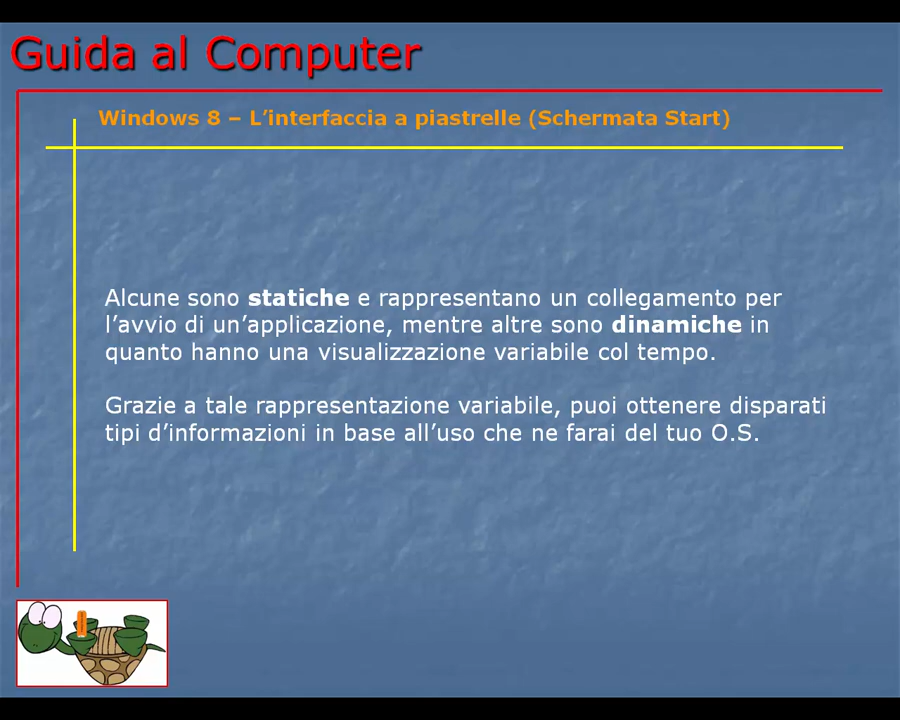 Guida al Computer
Windows 8 – L’interfaccia a piastrelle (Schermata Start)
Alcune sono statiche e rappresentano un collegamento per
l’avvio di un’applicazione, mentre altre sono dinamiche in
quanto hanno una visualizzazione variabile col tempo.
Grazie a tale rappresentazione variabile, puoi ottenere disparati
tipi d’informazioni in base all’uso che ne farai del tuo O.S.